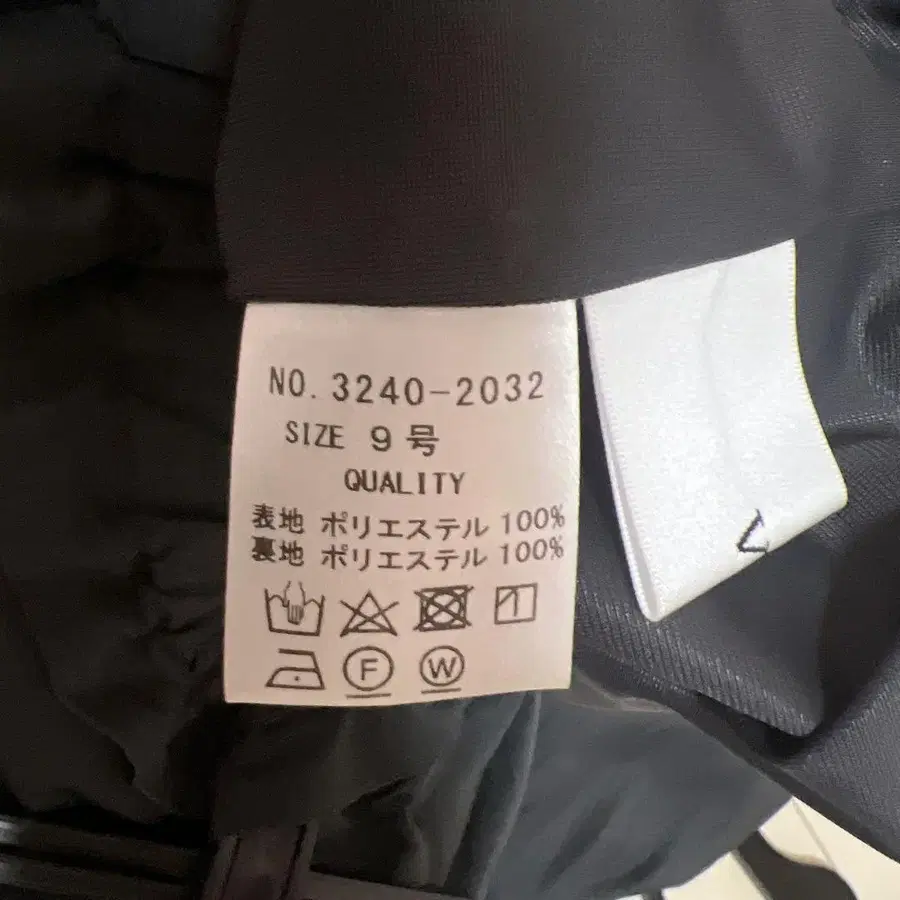 NO. 3240-2032
SIZE 9号
QUALITY
表地 ポリエステル 100%
裏地 ポリエステル 100%
F W